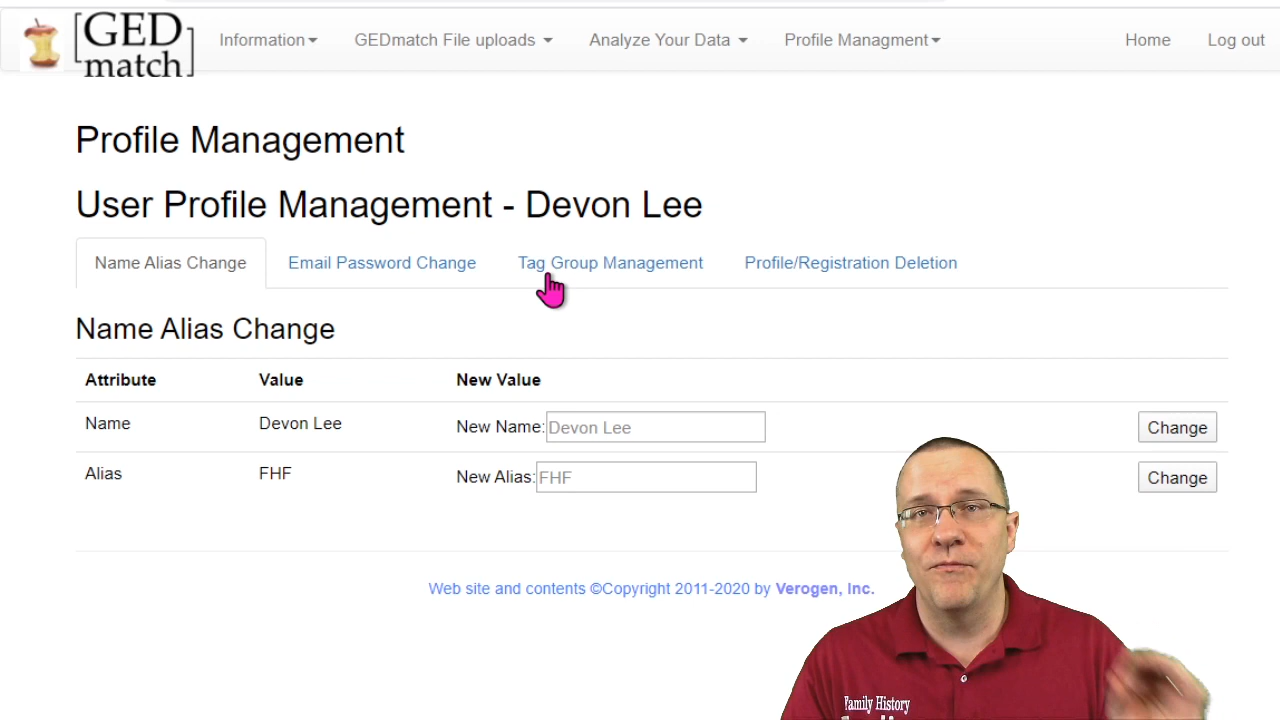 [GED
match]
Information
GEDmatch File uploads
Analyze Your Data
Profile Managment
Home
Log out
Profile Management
User Profile Management - Devon Lee
Name Alias Change
Email Password Change
Tag Group Management
Profile/Registration Deletion
Name Alias Change
Attribute Value New Value
Name Devon Lee New Name: Devon Lee Change
Alias FHF New Alias: FHF Change
Web site and contents ©Copyright 2011-2020 by Verogen, Inc.
Family History